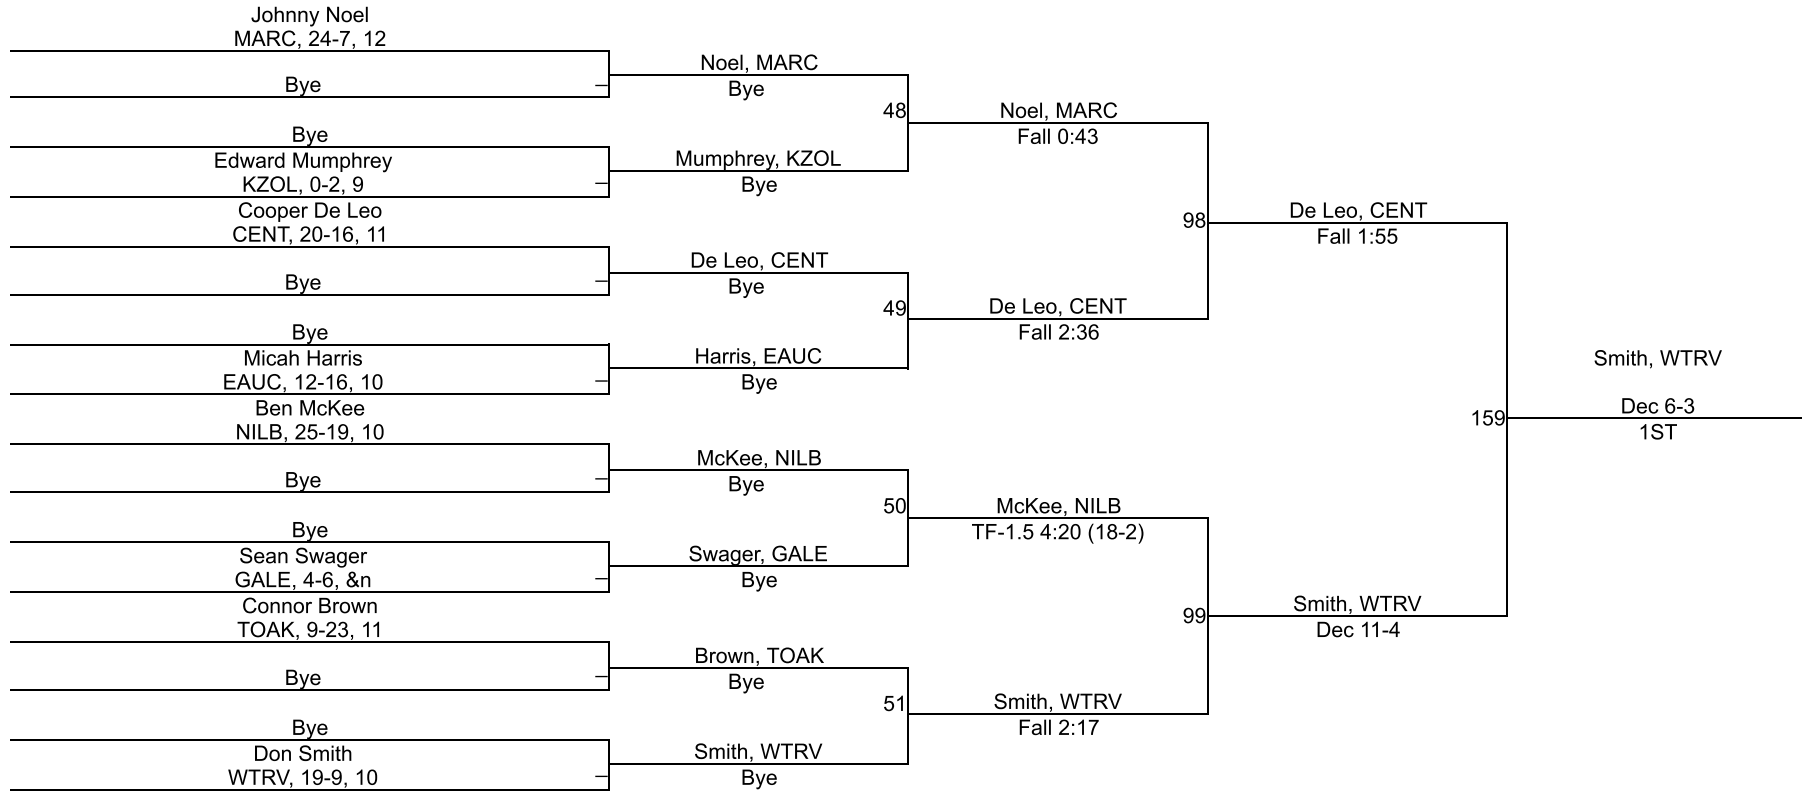 Johnny Noel
MARC, 24-7, 12
Bye
Bye
Edward Mumphrey
KZOL, 0-2, 9
Cooper De Leo
CENT, 20-16, 11
Bye
Bye
Micah Harris
EAUC, 12-16, 10
Ben McKee
NILB, 25-19, 10
Bye
Bye
Sean Swager
GALE, 4-6, &n
Connor Brown
TOAK, 9-23, 11
Bye
Bye
Don Smith
WTRV, 19-9, 10
Noel, MARC
Bye
48
Mumphrey, KZOL
Bye
De Leo, CENT
Bye
49
Harris, EAUC
Bye
McKee, NILB
Bye
50
Swager, GALE
Bye
Brown, TOAK
Bye
51
Smith, WTRV
Bye
Noel, MARC
Fall 0:43
98
De Leo, CENT
Fall 2:36
McKee, NILB
TF-1.5 4:20 (18-2)
99
Smith, WTRV
Fall 2:17
De Leo, CENT
Fall 1:55
159
Smith, WTRV
Dec 11-4
Smith, WTRV
Dec 6-3
1ST